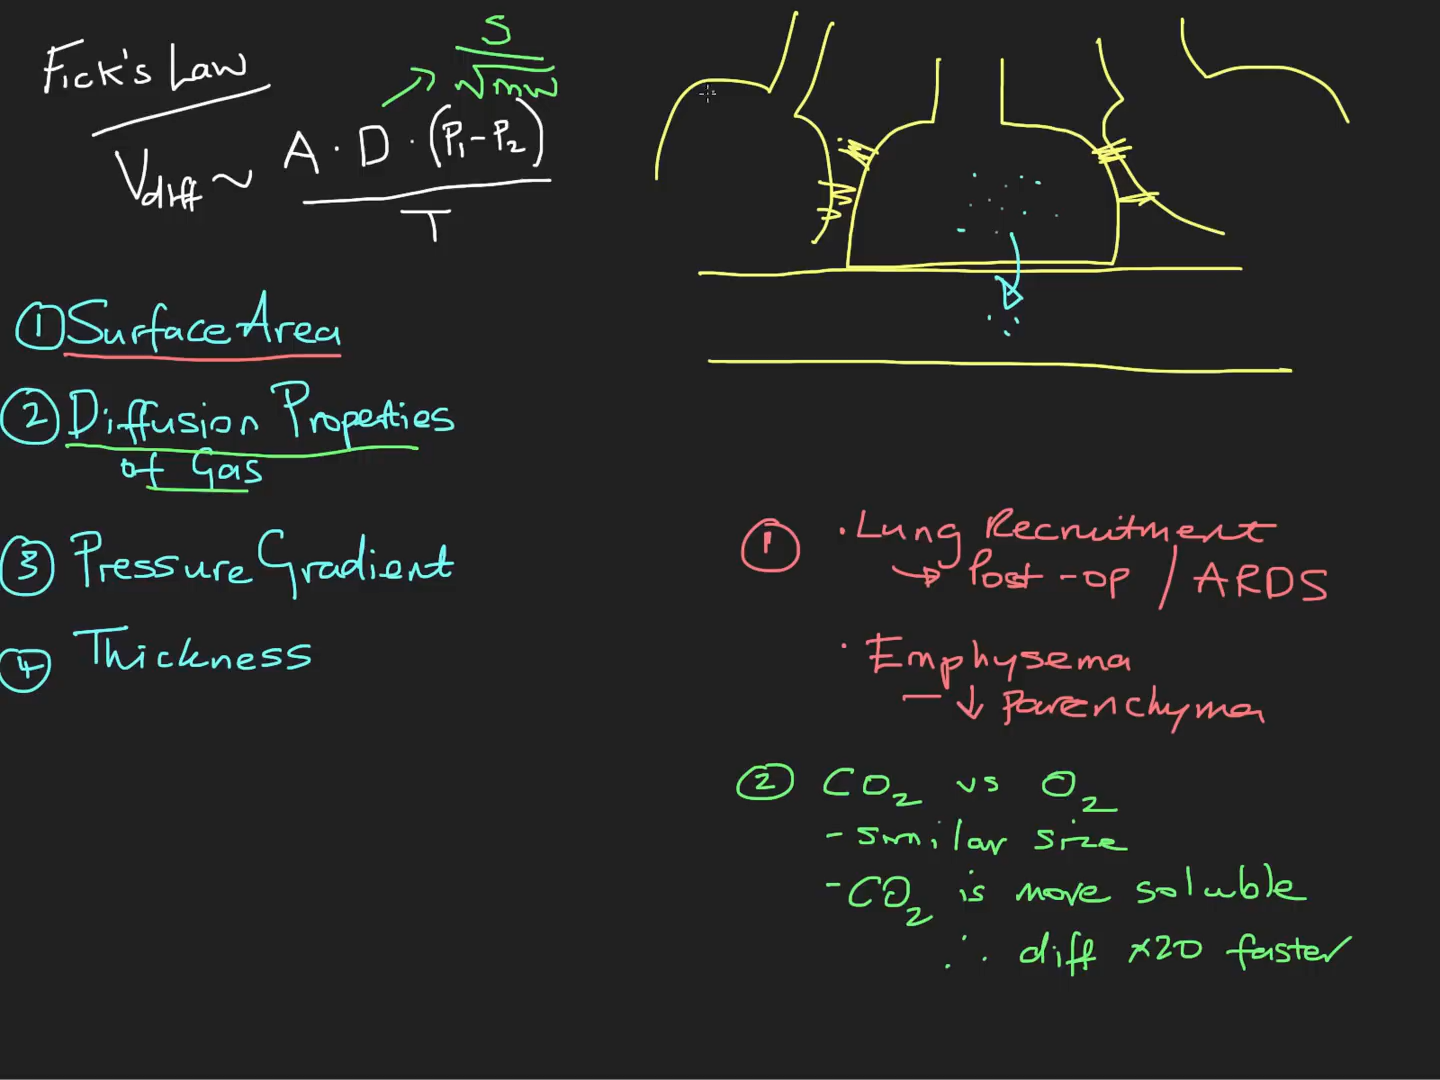 Fick's Law
Vdiff ~ A · D · (P₁ - P₂)
T
S
√mw
① Surface Area
② Diffusion Properties
of Gas
③ Pressure Gradient
④ Thickness
① · Lung Recruitment
→ Post-op / ARDS
· Emphysema
— ↓ parenchyma
② CO₂ vs O₂
- similar size
- CO₂ is more soluble
∴ diff x20 faster